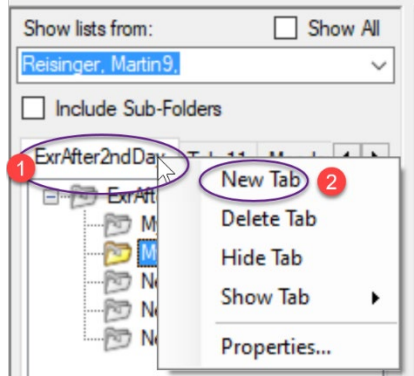 Show lists from: Show All
Reisinger, Martin9,
Include Sub-Folders
ExrAfter2ndDay
1
New Tab 2
Delete Tab
Hide Tab
Show Tab
Properties...